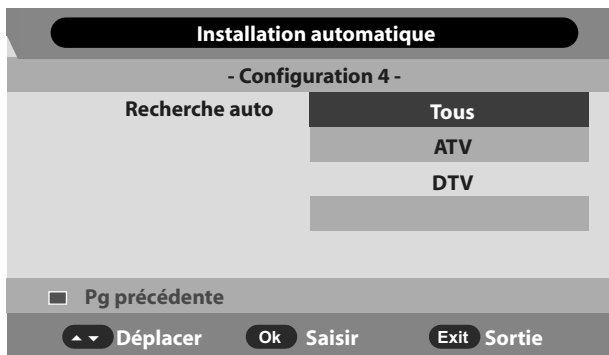 Installation automatique
- Configuration 4 -
Recherche auto Tous
ATV
DTV
Pg précédente
Déplacer Ok Saisir Exit Sortie